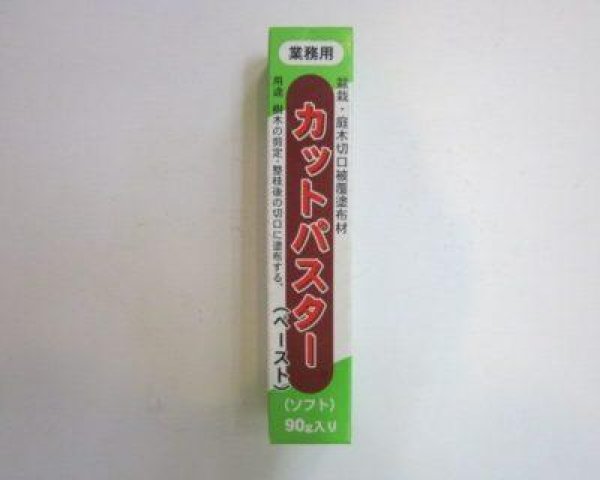 業務用
盆栽・庭木切口被覆塗布材
カットパスター
用途 樹木の剪定・整枝後の切口に塗布する。
(ペースト)
(ソフト)
90g入り